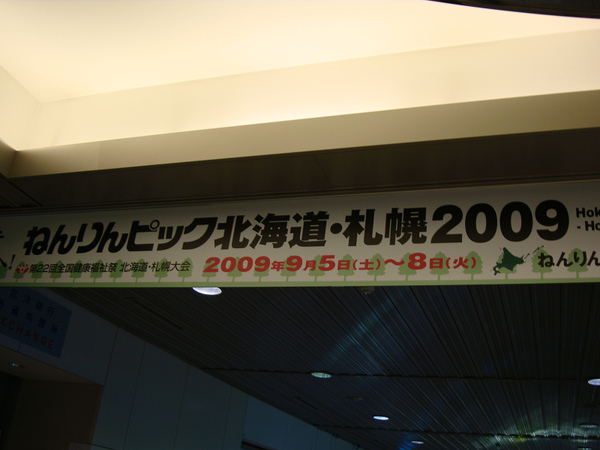 ねんりんピック北海道・札幌2009
第22回全国健康福祉祭 北海道・札幌大会 2009年9月5日(土)〜8日(火)
ねんりん